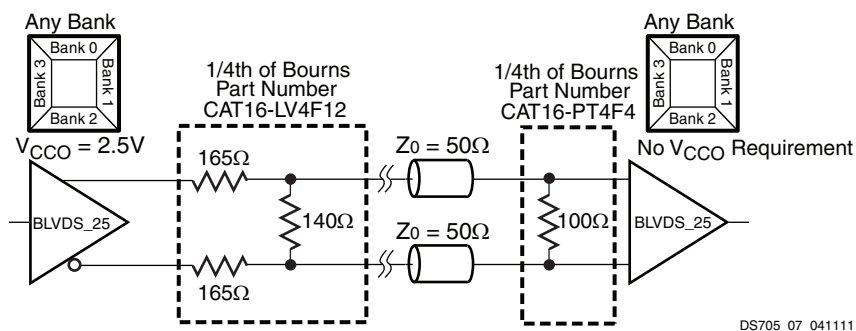 Any Bank
Bank 0
Bank 3
Bank 1
Bank 2
VCCO = 2.5V
1/4th of Bourns
Part Number
CAT16-LV4F12
165Ω
140Ω
165Ω
BLVDS_25
Z0 = 50Ω
Z0 = 50Ω
1/4th of Bourns
Part Number
CAT16-PT4F4
100Ω
Any Bank
Bank 0
Bank 3
Bank 1
Bank 2
No VCCO Requirement
BLVDS_25
DS705_07_041111